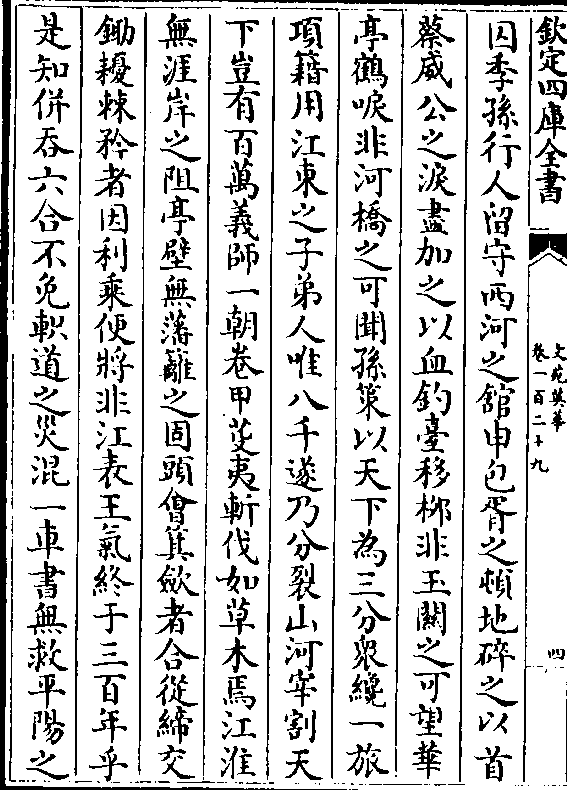 欽定四庫全書
文苑英華
卷一百二十九
四
囚季孫行人留守西河之館申包胥之頓地碎之以首
蔡威公之淚盡加之以血釣臺移桺非玉關之可望華
亭鶴唳非河橋之可聞孫策以天下為三分衆纔一旅
項籍用江東之子弟人唯八千遂乃分裂山河宰割天
下豈有百萬義師一朝卷甲芟夷斬伐如草木焉江淮
無涯岸之阻亭壁無藩籬之固頭會箕斂者合從締交
鋤耰棘矜者因利乗便將非江表王氣終于三百年乎
是知併吞六合不免軹道之災混一車書無救平陽之